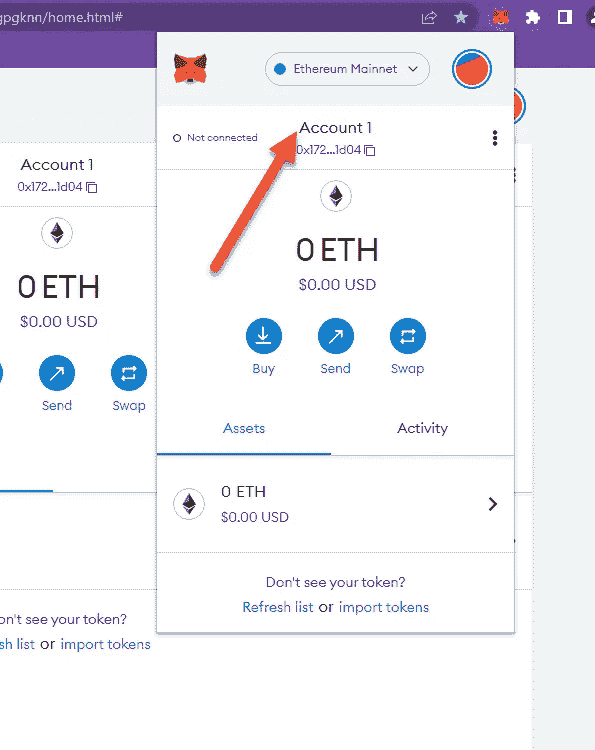 gpgknn/home.html#
Ethereum Mainnet
Not connected
Account 1
0x172...1d04
0 ETH
$0.00 USD
Buy
Send
Swap
Assets
Activity
0 ETH
$0.00 USD
Don't see your token?
Refresh list or import tokens
Account 1
0x172...1d04
0 ETH
$0.00 USD
Send
Swap
on't see your token?
sh list or import tokens